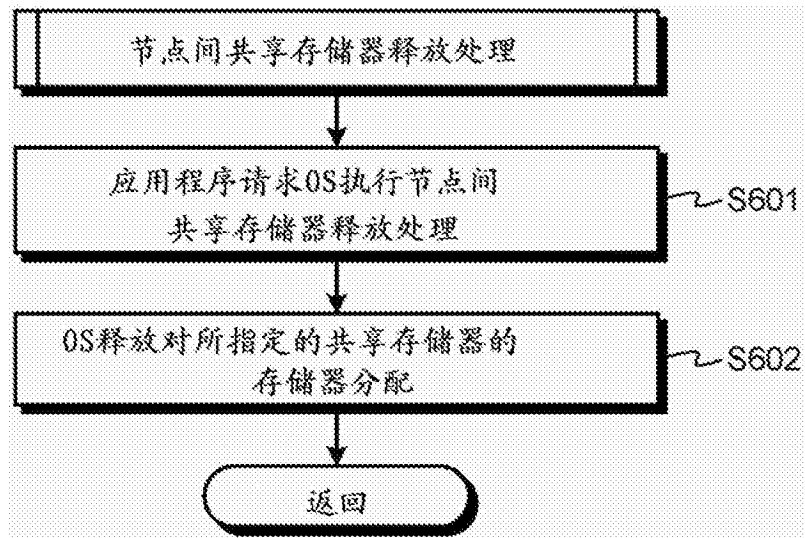 节点间共享存储器释放处理
应用程序请求OS执行节点间
共享存储器释放处理
S601
OS释放对所指定的共享存储器的
存储器分配
S602
返回